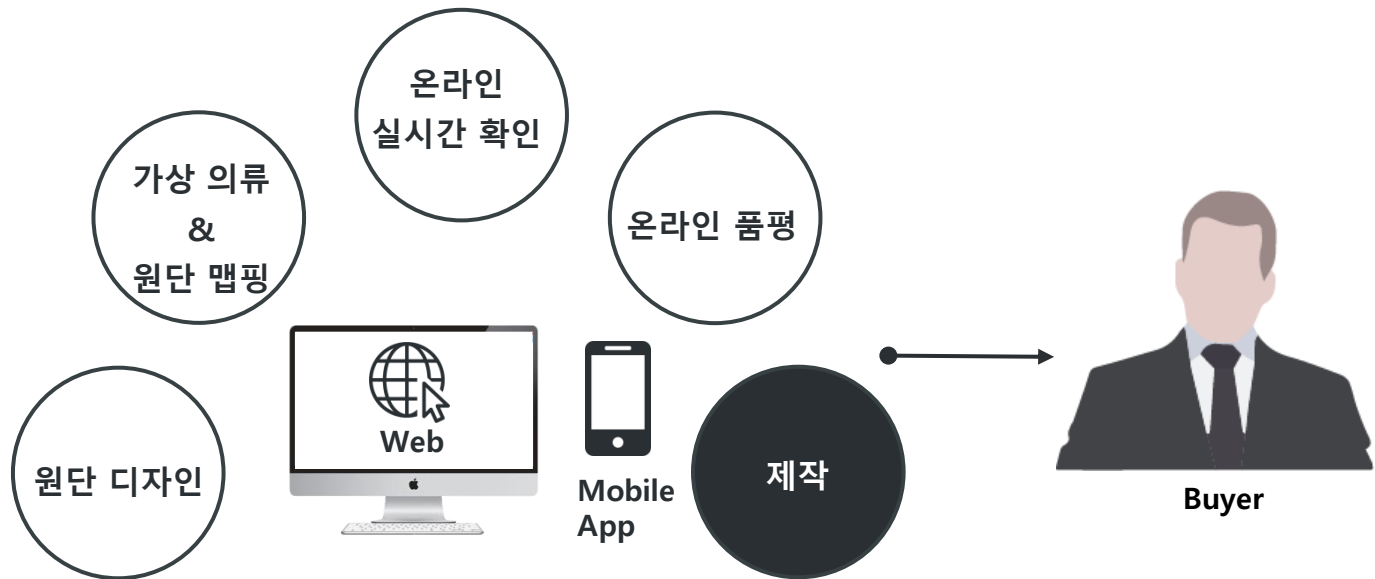 온라인
실시간 확인
가상 의류
&
원단 맵핑
온라인 품평
Web
원단 디자인
Mobile
App
제작
Buyer